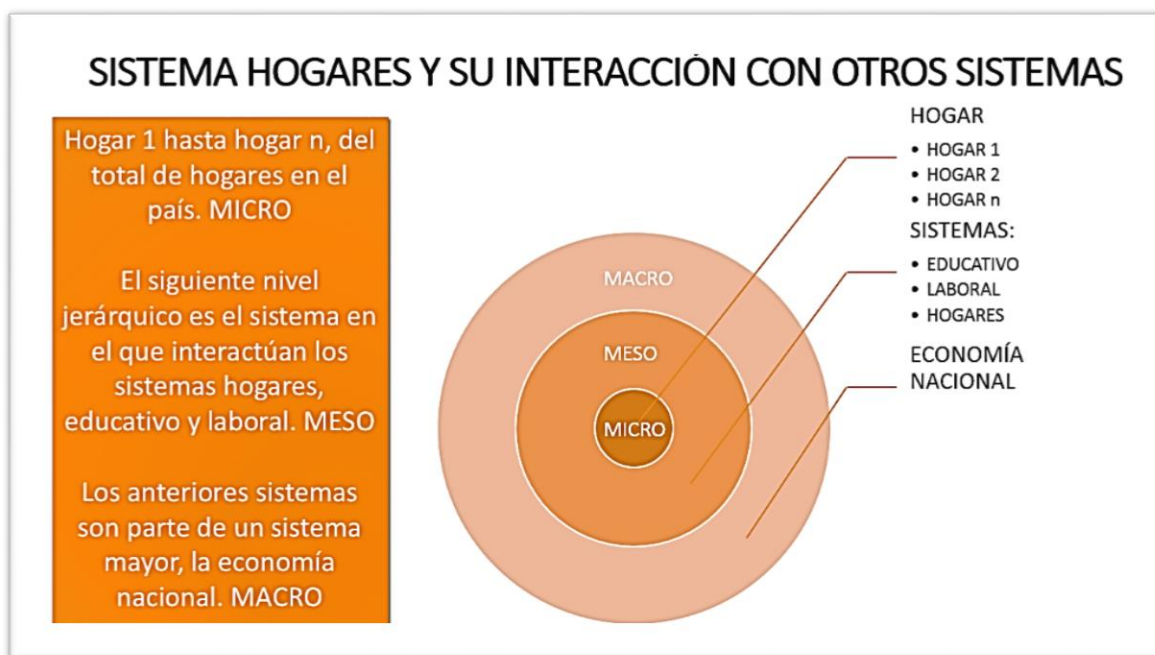 SISTEMA HOGARES Y SU INTERACCIÓN CON OTROS SISTEMAS
Hogar 1 hasta hogar n, del
total de hogares en el
país. MICRO
El siguiente nivel
jerárquico es el sistema en
el que interactúan los
sistemas hogares,
educativo y laboral. MESO
Los anteriores sistemas
son parte de un sistema
mayor, la economía
nacional. MACRO
MACRO
MESO
MICRO
HOGAR
• HOGAR 1
• HOGAR 2
• HOGAR n
SISTEMAS:
• EDUCATIVO
• LABORAL
• HOGARES
ECONOMÍA
NACIONAL